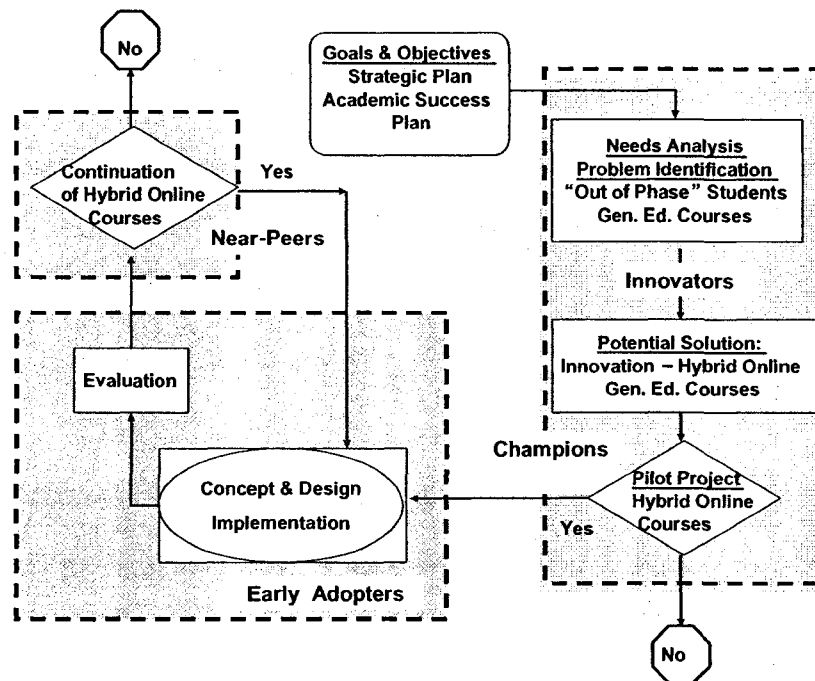 No
Goals & Objectives
Strategic Plan
Academic Success
Plan
Needs Analysis
Problem Identification
“Out of Phase” Students
Gen. Ed. Courses
Continuation
of Hybrid Online
Courses
Yes
Near-Peers
Innovators
Potential Solution:
Innovation – Hybrid Online
Gen. Ed. Courses
Evaluation
Champions
Concept & Design
Implementation
Pilot Project
Hybrid Online
Courses
Yes
Early Adopters
No